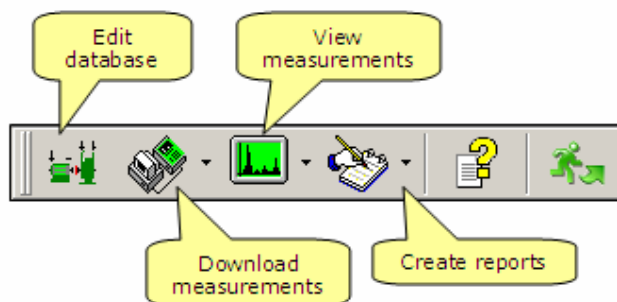 Edit
database
View
measurements
Download
measurements
Create reports